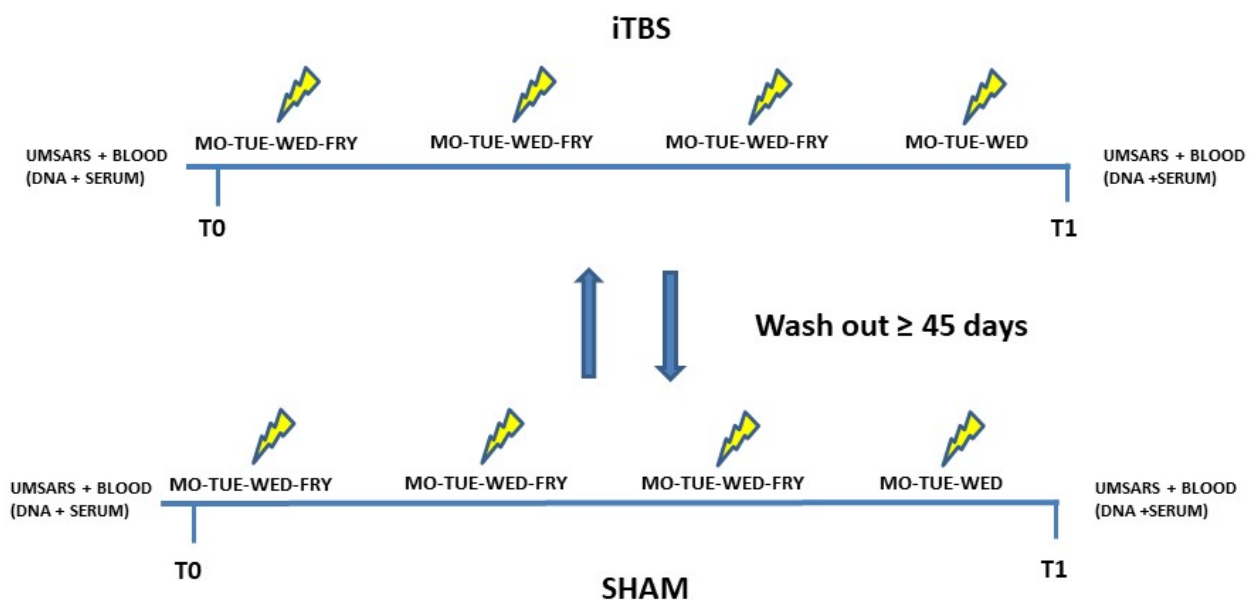 iTBS
MO-TUE-WED-FRY
MO-TUE-WED-FRY
MO-TUE-WED-FRY
MO-TUE-WED
UMSARS + BLOOD
(DNA + SERUM)
UMSARS + BLOOD
(DNA +SERUM)
T0
T1
Wash out ≥ 45 days
MO-TUE-WED-FRY
MO-TUE-WED-FRY
MO-TUE-WED-FRY
MO-TUE-WED
UMSARS + BLOOD
(DNA + SERUM)
UMSARS + BLOOD
(DNA +SERUM)
T0
T1
SHAM